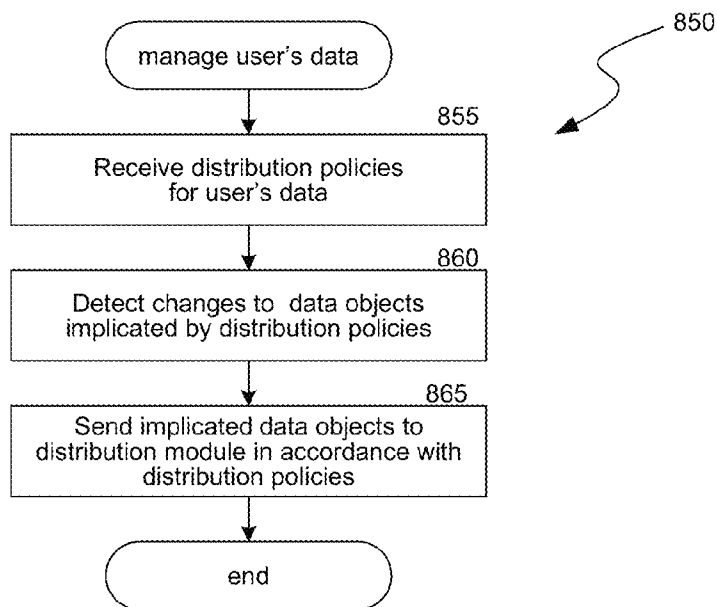 850
manage user's data
855
Receive distribution policies
for user's data
860
Detect changes to data objects
implicated by distribution policies
865
Send implicated data objects to
distribution module in accordance with
distribution policies
end